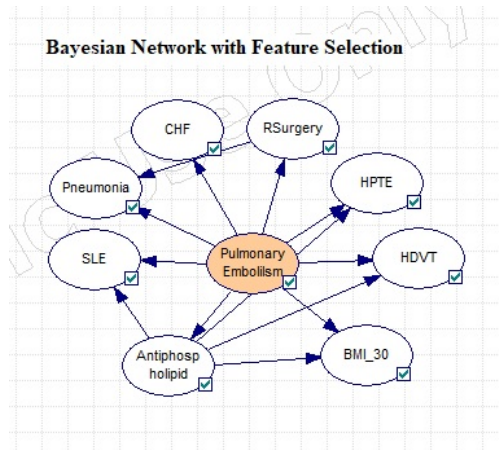 Bayesian Network with Feature Selection
CHF
RSurgery
Pneumonia
HPTE
SLE
Pulmonary
Embolism
HDVT
Antiphosp
holipid
BMI_30